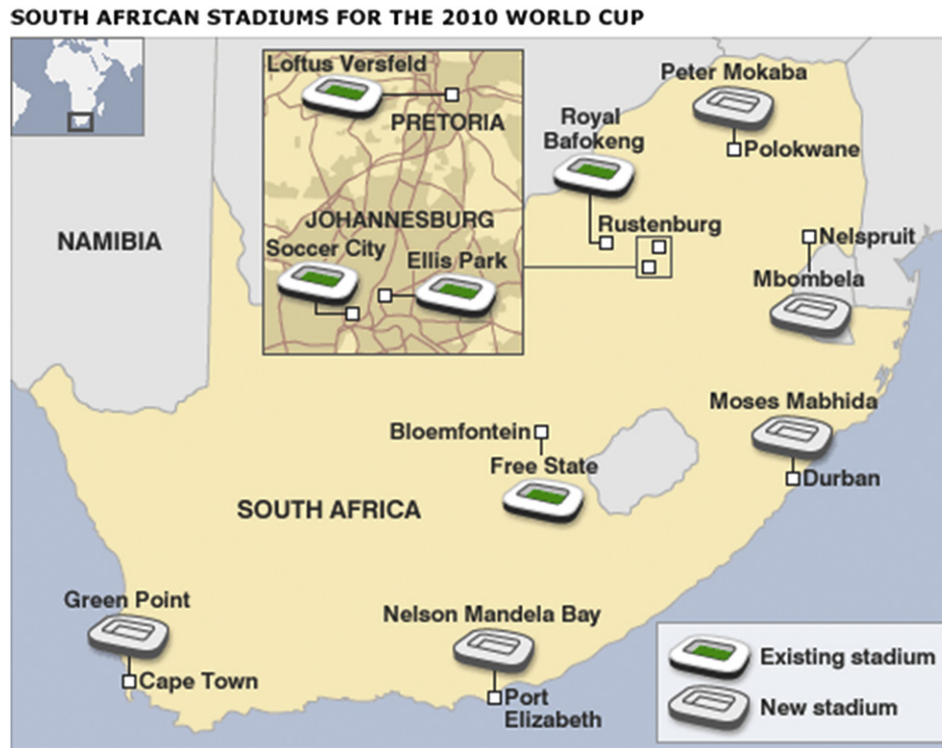 SOUTH AFRICAN STADIUMS FOR THE 2010 WORLD CUP
Loftus Versfeld
PRETORIA
JOHANNESBURG
Soccer City
Ellis Park
Peter Mokaba
Polokwane
Royal
Bafokeng
Rustenburg
Nelspruit
Mbombela
NAMIBIA
Moses Mabhida
Durban
Bloemfontein
Free State
SOUTH AFRICA
Green Point
Cape Town
Nelson Mandela Bay
Port
Elizabeth
Existing stadium
New stadium